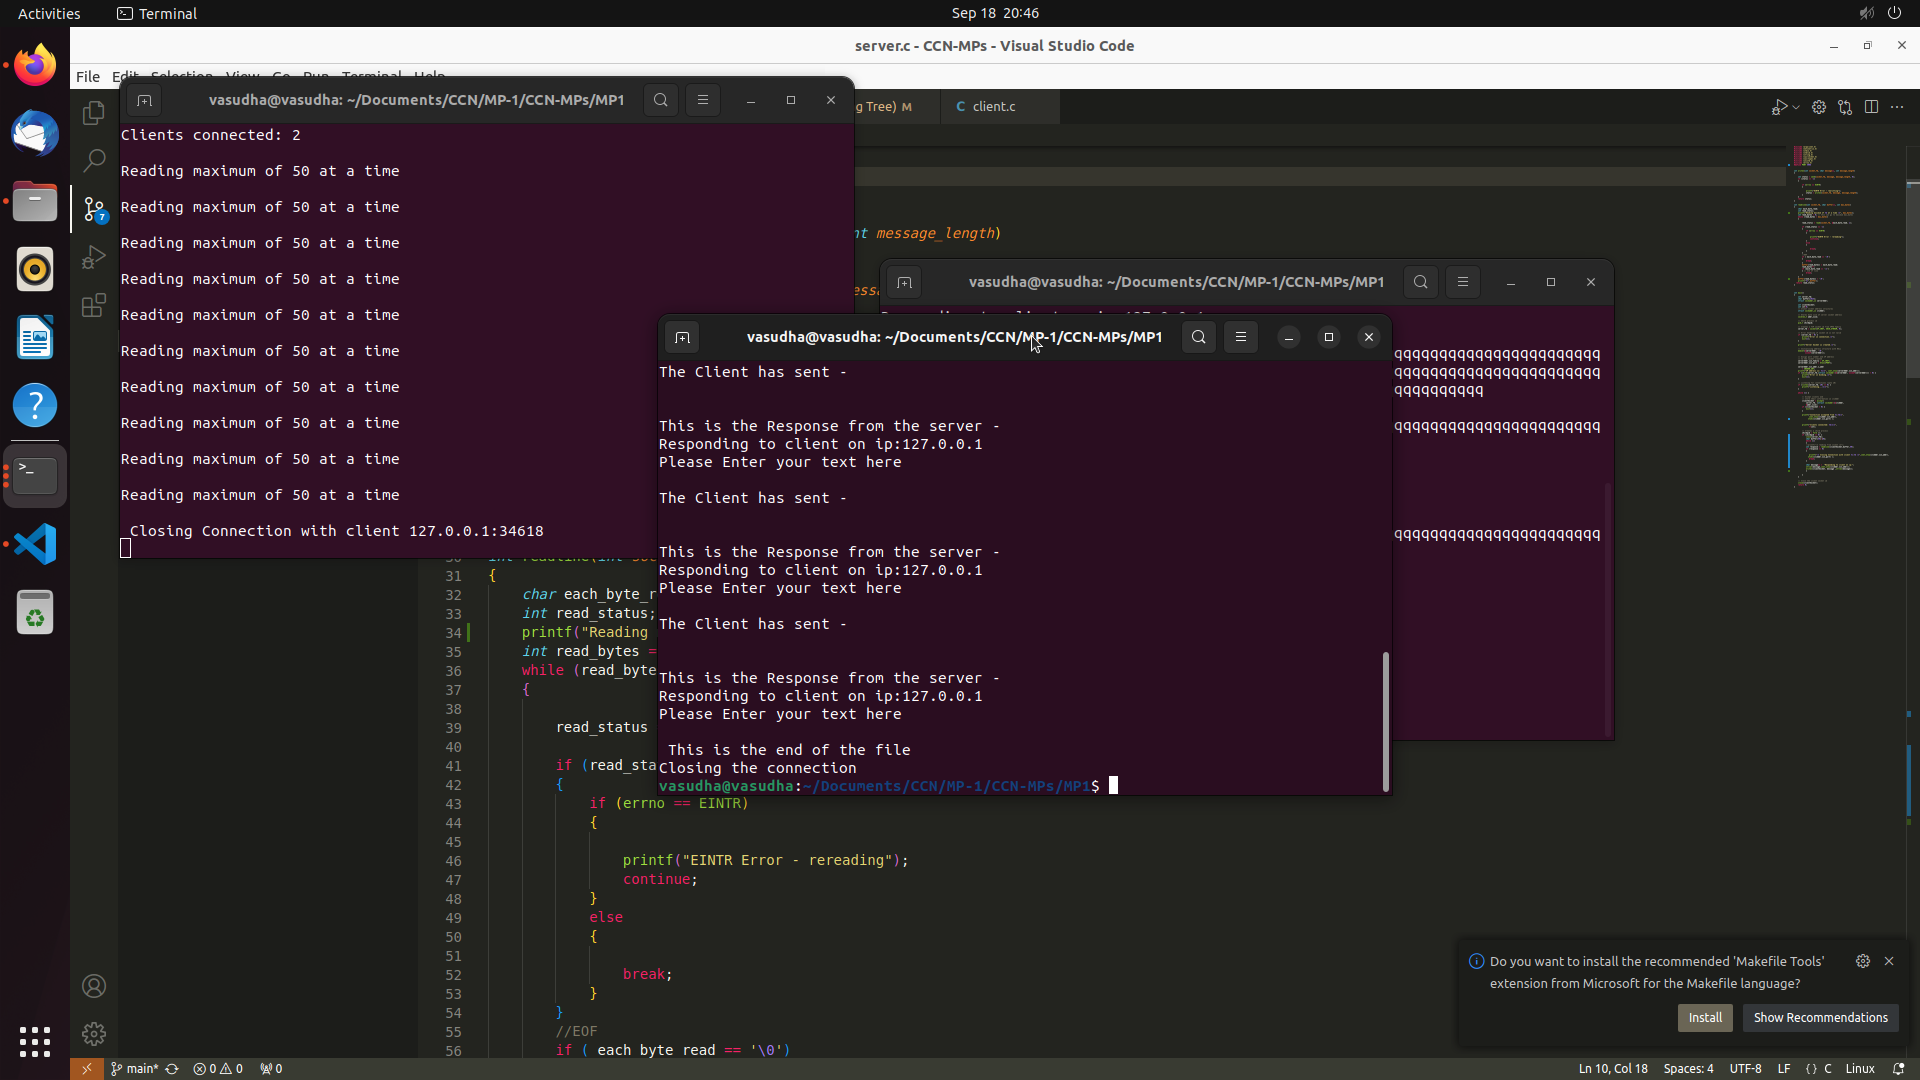 Activities
Terminal
Sep 18 20:46
server.c - CCN-MPs - Visual Studio Code
File Edit Selection View Go Run Terminal Help
vasudha@vasudha: ~/Documents/CCN/MP-1/CCN-MPs/MP1
g Tree) M
client.c
Clients connected: 2
Reading maximum of 50 at a time
Reading maximum of 50 at a time
Reading maximum of 50 at a time
Reading maximum of 50 at a time
Reading maximum of 50 at a time
Reading maximum of 50 at a time
Reading maximum of 50 at a time
Reading maximum of 50 at a time
Reading maximum of 50 at a time
Reading maximum of 50 at a time
Closing Connection with client 127.0.0.1:34618
nt message_length)
vasudha@vasudha: ~/Documents/CCN/MP-1/CCN-MPs/MP1
qqqqqqqqqqqqqqqqqqqqqqq
qqqqqqqqqqqqqqqqqqqqqqq
qqqqqqqqqq
qqqqqqqqqqqqqqqqqqqqqqq
qqqqqqqqqqqqqqqqqqqqqqq
vasudha@vasudha: ~/Documents/CCN/MP-1/CCN-MPs/MP1
The Client has sent -
This is the Response from the server -
Responding to client on ip:127.0.0.1
Please Enter your text here
The Client has sent -
This is the Response from the server -
Responding to client on ip:127.0.0.1
Please Enter your text here
The Client has sent -
This is the Response from the server -
Responding to client on ip:127.0.0.1
Please Enter your text here
This is the end of the file
Closing the connection
vasudha@vasudha:~/Documents/CCN/MP-1/CCN-MPs/MP1$
31 {
32 char each_byte_r
33 int read_status;
34 printf("Reading
35 int read_bytes =
36 while (read_byte
37 {
38
39 read_status
40
41 if (read_sta
42 {
43 if (errno == EINTR)
44 {
45
46 printf("EINTR Error - rereading");
47 continue;
48 }
49 else
50 {
51
52 break;
53 }
54 }
55 //EOF
56 if ( each_byte_read == '\0')
7
Do you want to install the recommended 'Makefile Tools'
extension from Microsoft for the Makefile language?
Install
Show Recommendations
main*
0 0
0
Ln 10, Col 18
Spaces: 4
UTF-8
LF
{} C
Linux